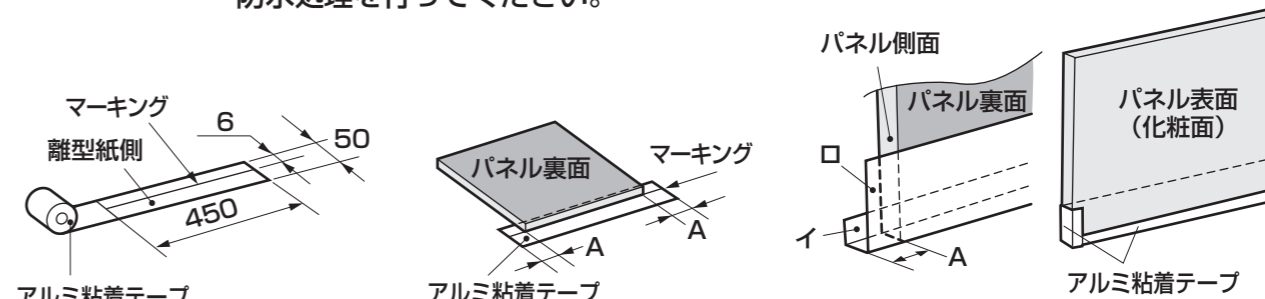 防水処理を行ってください。
マーキング
離型紙側
6
50
450
アルミ粘着テープ
パネル裏面
マーキング
A
A
アルミ粘着テープ
パネル側面
パネル裏面
ロ
イ
A
パネル表面
（化粧面）
アルミ粘着テープ